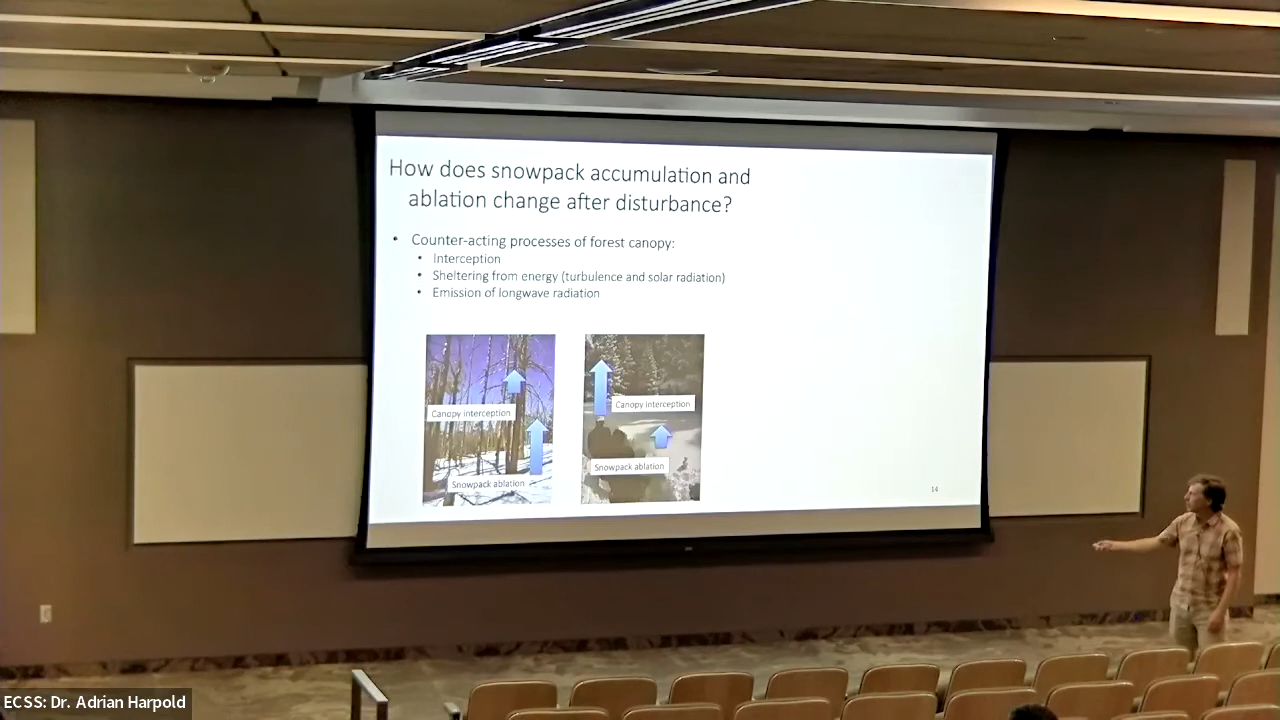 How does snowpack accumulation and
ablation change after disturbance?
• Counter-acting processes of forest canopy:
• Interception
• Sheltering from energy (turbulence and solar radiation)
• Emission of longwave radiation
Canopy interception
Snowpack ablation
Canopy interception
Snowpack ablation
14
ECSS: Dr. Adrian Harpold